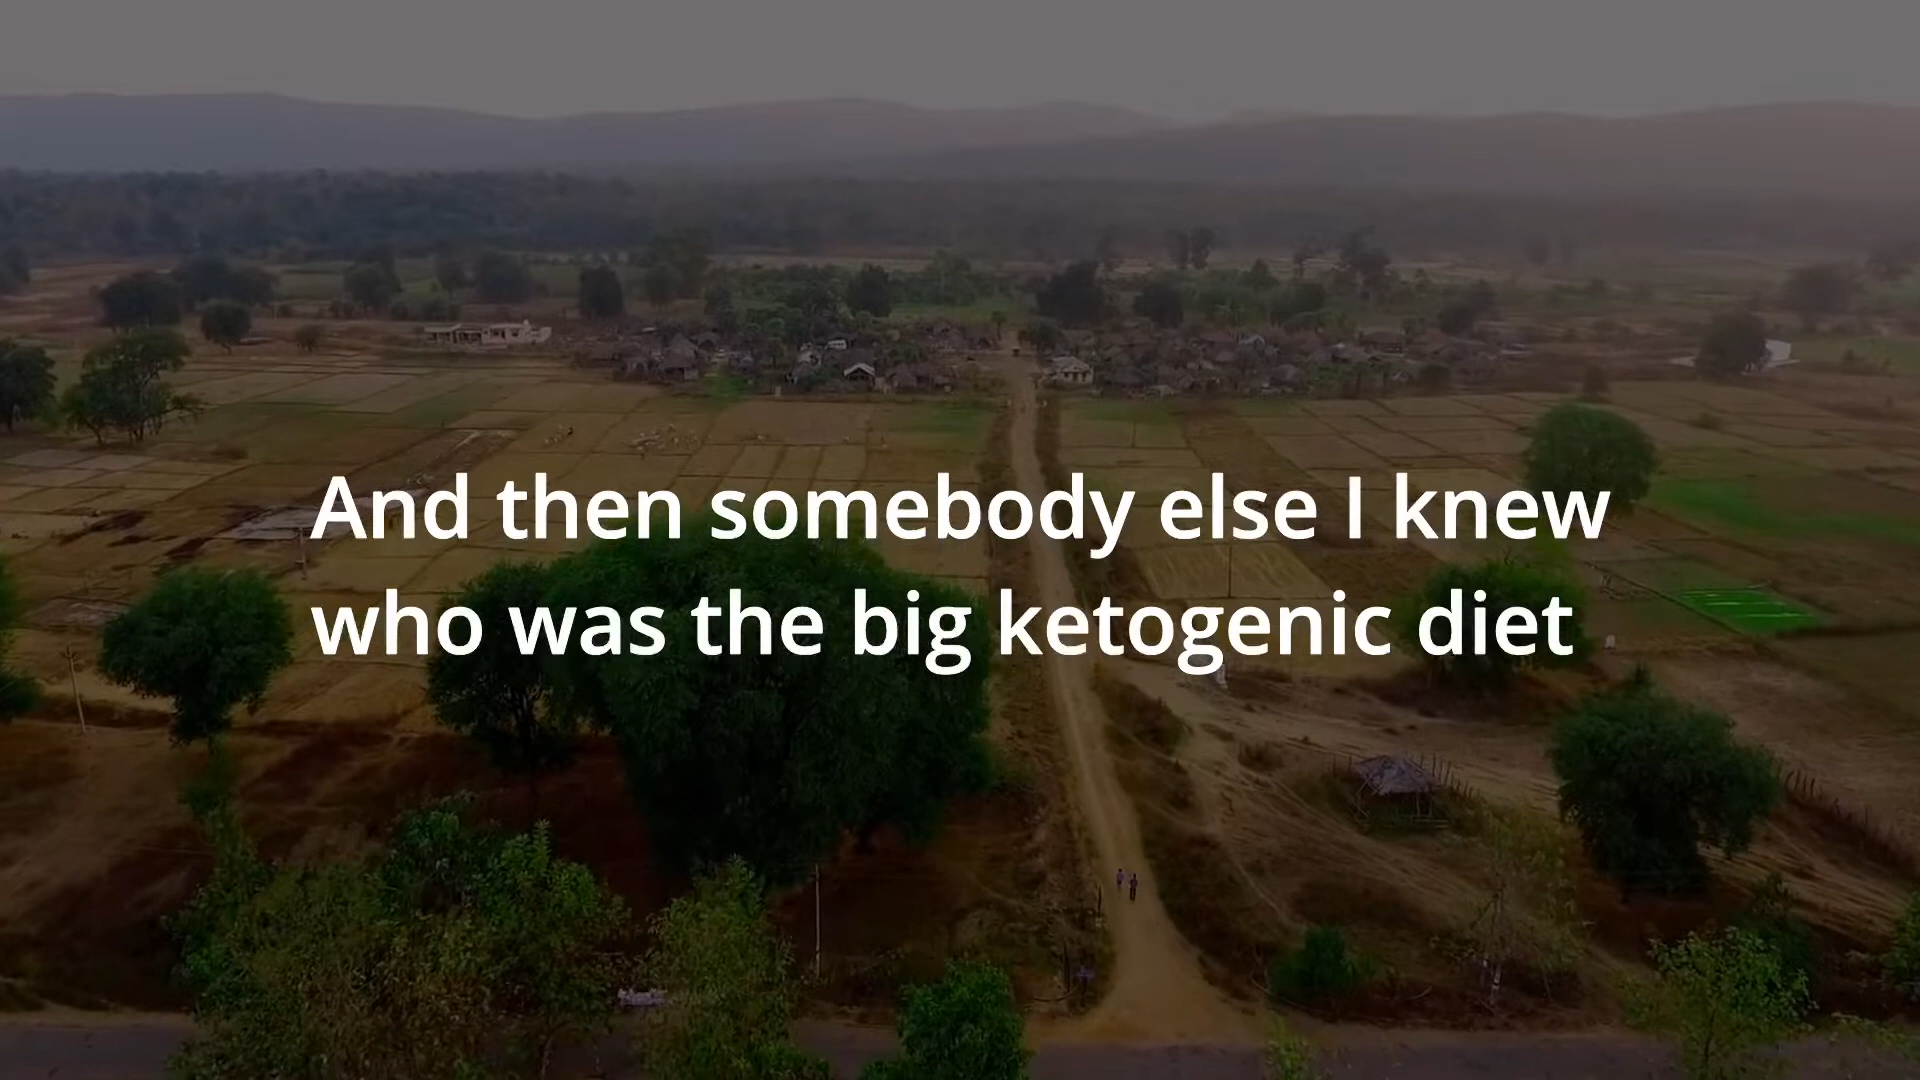 And then somebody else I knew
who was the big ketogenic diet